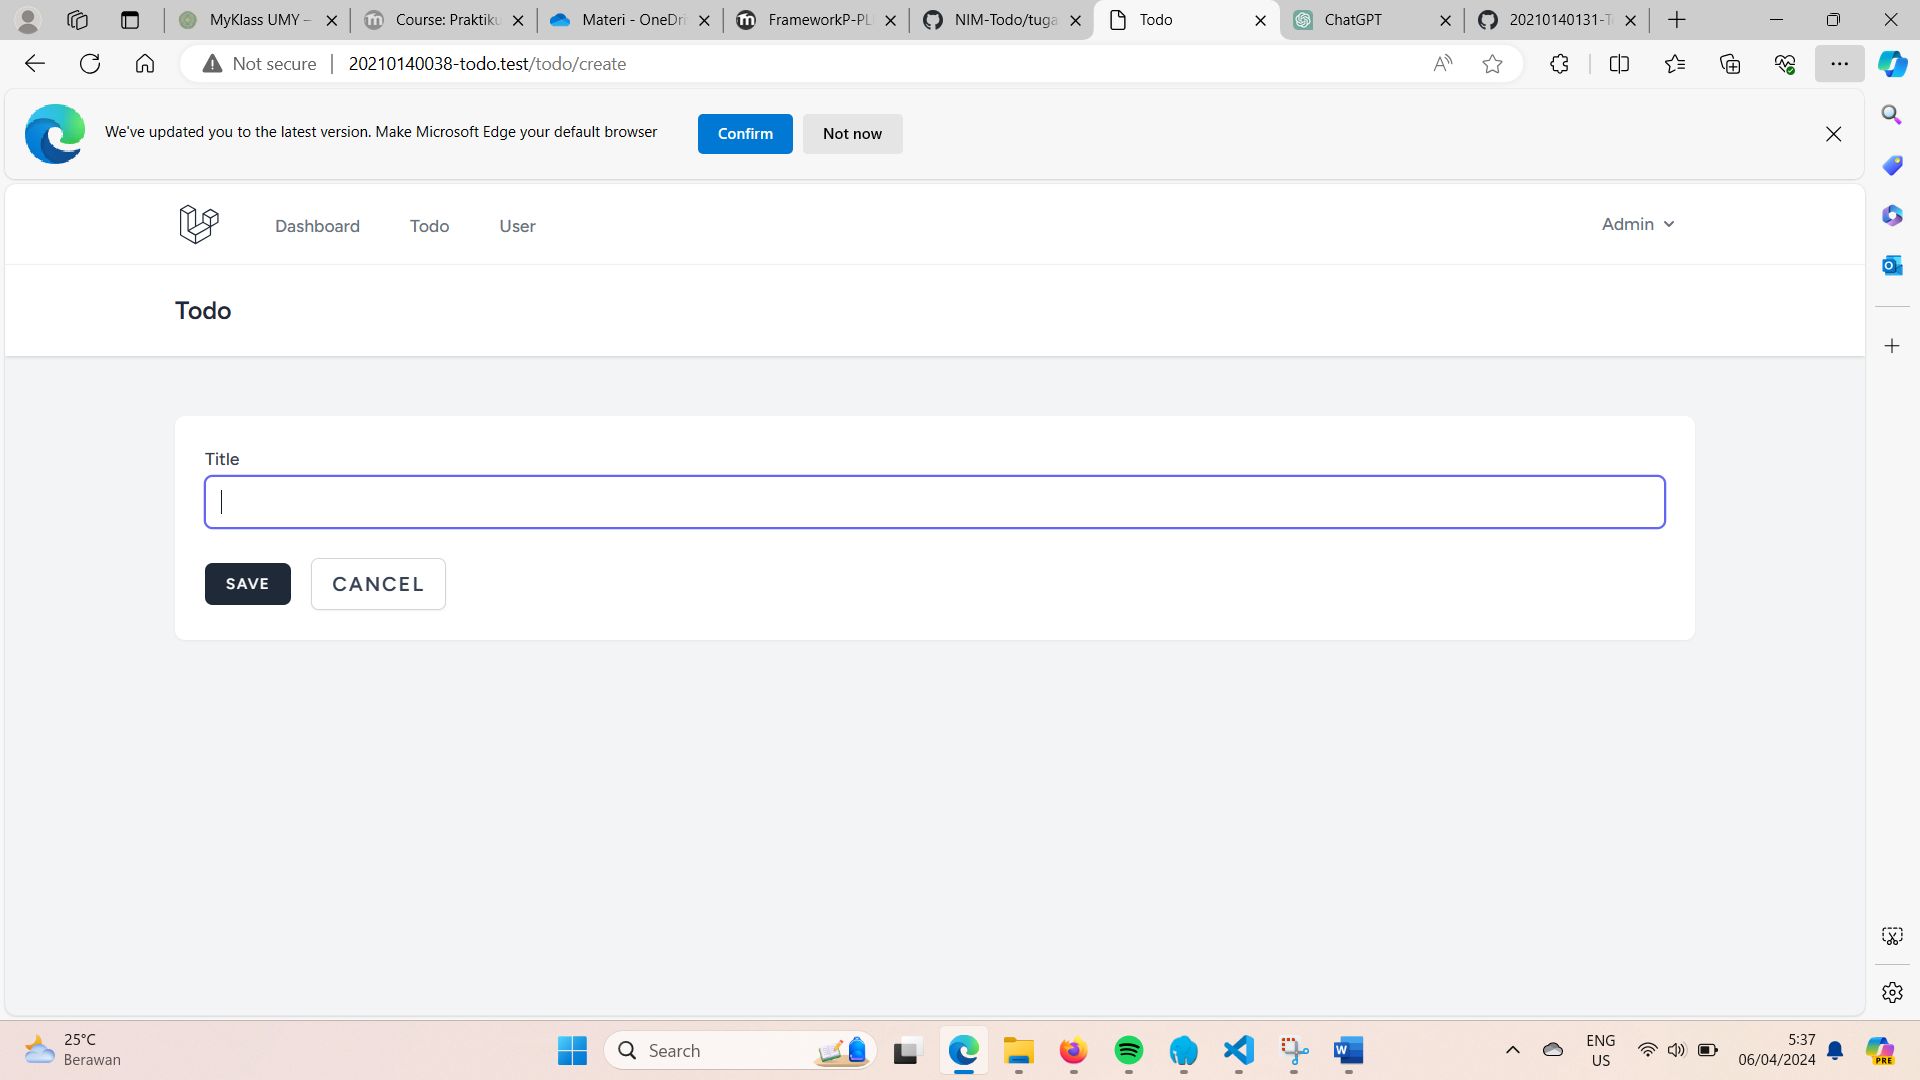 MyKlass UMY –
Course: Praktiku
Materi - OneDri
FrameworkP-PL
NIM-Todo/tuga
Todo
ChatGPT
20210140131-T
Not secure
20210140038-todo.test/todo/create
We've updated you to the latest version. Make Microsoft Edge your default browser
Confirm
Not now
Dashboard
Todo
User
Admin
Todo
Title
SAVE
CANCEL
25°C
Berawan
Search
ENG
US
5:37
06/04/2024
PRE